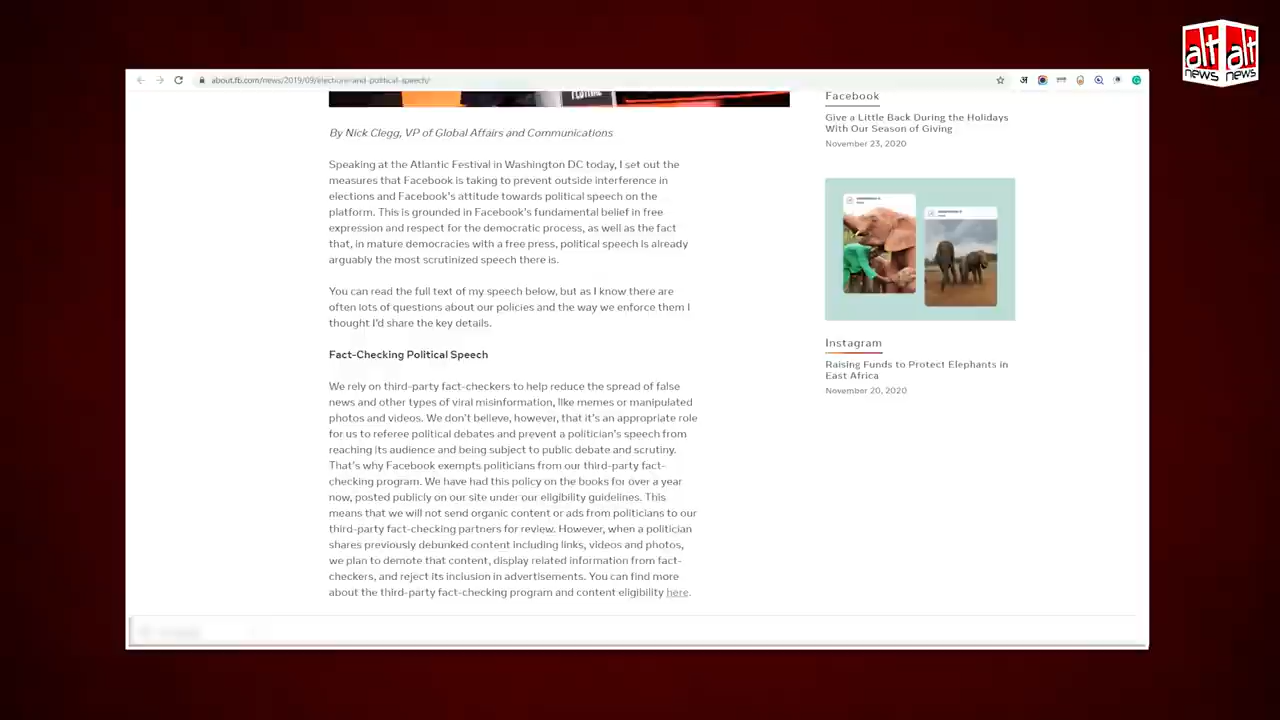 alt alt
news news
about.fb.com/news/2019/09/elections-and-political-speech/
FESTIVAL
By Nick Clegg, VP of Global Affairs and Communications
Speaking at the Atlantic Festival in Washington DC today, I set out the
measures that Facebook is taking to prevent outside interference in
elections and Facebook's attitude towards political speech on the
platform. This is grounded in Facebook's fundamental belief in free
expression and respect for the democratic process, as well as the fact
that, in mature democracies with a free press, political speech is already
arguably the most scrutinized speech there is.
You can read the full text of my speech below, but as I know there are
often lots of questions about our policies and the way we enforce them I
thought I'd share the key details.
Fact-Checking Political Speech
We rely on third-party fact-checkers to help reduce the spread of false
news and other types of viral misinformation, like memes or manipulated
photos and videos. We don't believe, however, that it's an appropriate role
for us to referee political debates and prevent a politician's speech from
reaching its audience and being subject to public debate and scrutiny.
That's why Facebook exempts politicians from our third-party fact-
checking program. We have had this policy on the books for over a year
now, posted publicly on our site under our eligibility guidelines. This
means that we will not send organic content or ads from politicians to our
third-party fact-checking partners for review. However, when a politician
shares previously debunked content including links, videos and photos,
we plan to demote that content, display related information from fact-
checkers, and reject its inclusion in advertisements. You can find more
about the third-party fact-checking program and content eligibility here.
Facebook
Give a Little Back During the Holidays
With Our Season of Giving
November 23, 2020
Instagram
Raising Funds to Protect Elephants in
East Africa
November 20, 2020